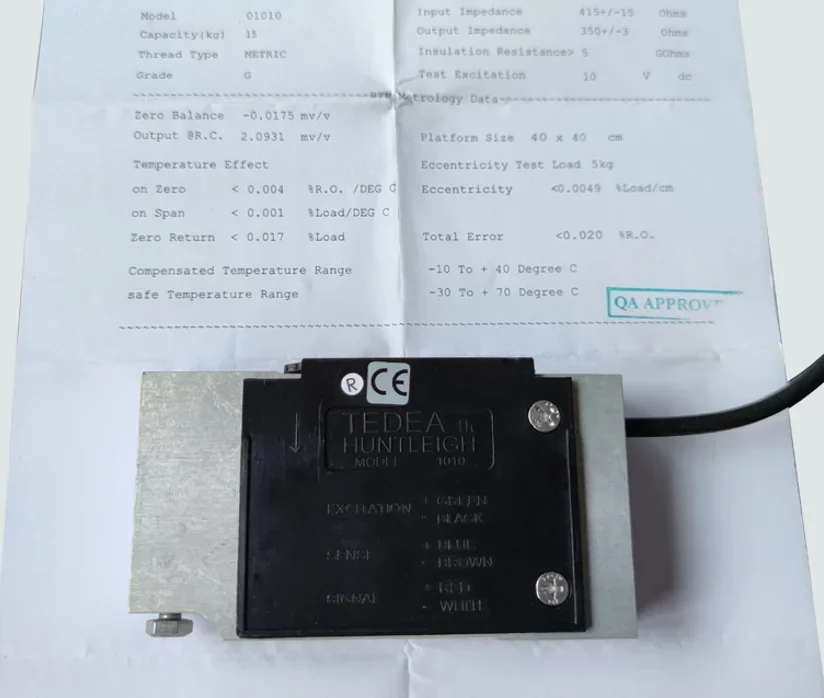 Model 01010
Capacity(kg) 15
Thread Type METRIC
Grade G
Input Impedance 415+/-15 Ohms
Output Impedance 350+/-3 Ohms
Insulation Resistance> 5 GOhms
Test Excitation 10 V dc
Metrology Data
Zero Balance -0.0175 mv/v
Output @R.C. 2.0931 mv/v
Temperature Effect
on Zero < 0.004 %R.O. /DEG C
on Span < 0.001 %Load/DEG C
Zero Return < 0.017 %Load
Platform Size 40 x 40 cm
Eccentricity Test Load 5kg
Eccentricity <0.0049 %Load/cm
Total Error <0.020 %R.O.
Compensated Temperature Range -10 To + 40 Degree C
safe Temperature Range -30 To + 70 Degree C
QA APPROVE
R CE
TEDEA
HUNTLEIGH
MODEL 1010
EXCITATION + GREEN
- BLACK
SENSE + BLUE
- BROWN
SIGNAL + RED
- WHITE